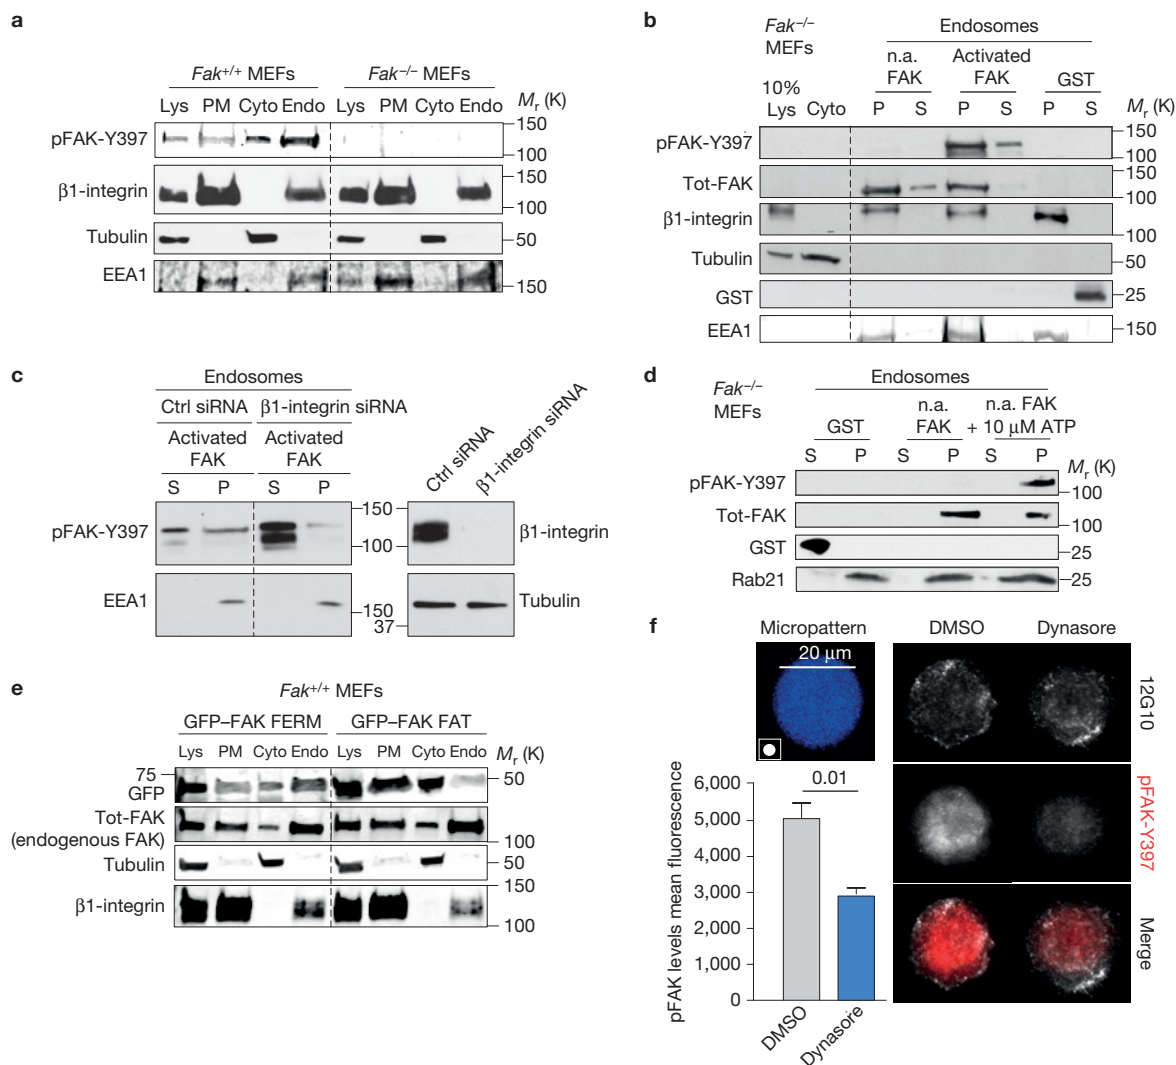 a
Fak+/+ MEFs Fak−/− MEFs
Lys PM Cyto Endo Lys PM Cyto Endo Mr (K)
pFAK-Y397 150
100
β1-integrin 150
100
Tubulin 50
EEA1 150
b
Fak−/− MEFs
Endosomes
n.a. FAK Activated FAK GST
10% Lys Cyto P S P S P S Mr (K)
pFAK-Y397 150
100
Tot-FAK 150
100
β1-integrin
100
Tubulin 50
GST 25
EEA1 150
c
Endosomes
Ctrl siRNA β1-integrin siRNA
Activated FAK Activated FAK
S P S P
Ctrl siRNA β1-integrin siRNA
pFAK-Y397 150 β1-integrin
100
EEA1 150 Tubulin
37
d
Fak−/− MEFs
Endosomes
GST n.a. FAK n.a. FAK + 10 μM ATP
S P S P S P Mr (K)
pFAK-Y397 100
Tot-FAK 100
GST 25
Rab21 25
e
Fak+/+ MEFs
GFP–FAK FERM GFP–FAK FAT
Lys PM Cyto Endo Lys PM Cyto Endo Mr (K)
75 50
GFP
Tot-FAK
(endogenous FAK) 100
Tubulin 50
β1-integrin 150
100
f
Micropattern DMSO Dynasore
20 μm
12G10
pFAK-Y397
Merge
pFAK levels mean fluorescence
6,000
5,000
4,000
3,000
2,000
1,000
0
0.01
DMSO
Dynasore